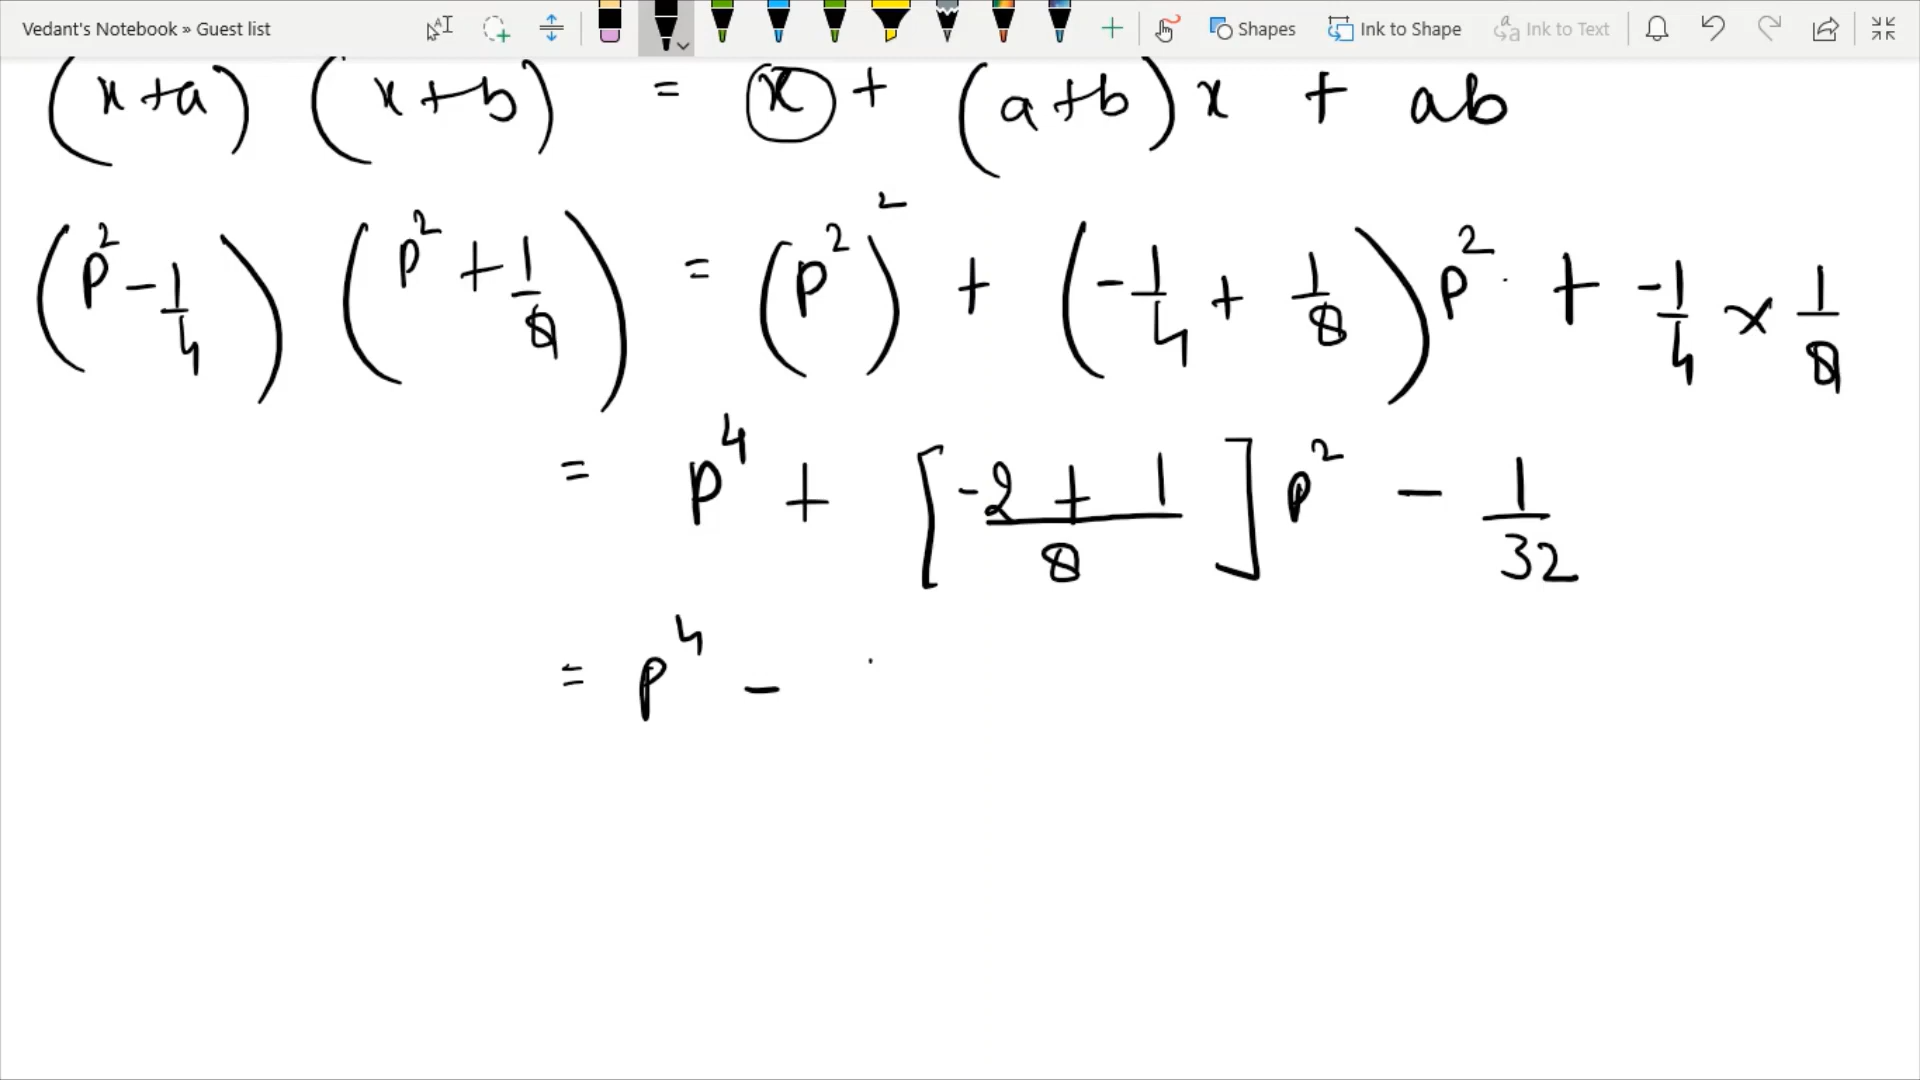 Vedant's Notebook » Guest list Shapes Ink to Shape Ink to Text
(x+a) (x+b) = x + (a+b)x + ab
(p² - 1/4) (p² + 1/8) = (p²)² + (-1/4 + 1/8) p² + -1/4 × 1/8
= p⁴ + [-2 + 1 / 8] p² - 1/32
= p⁴ -